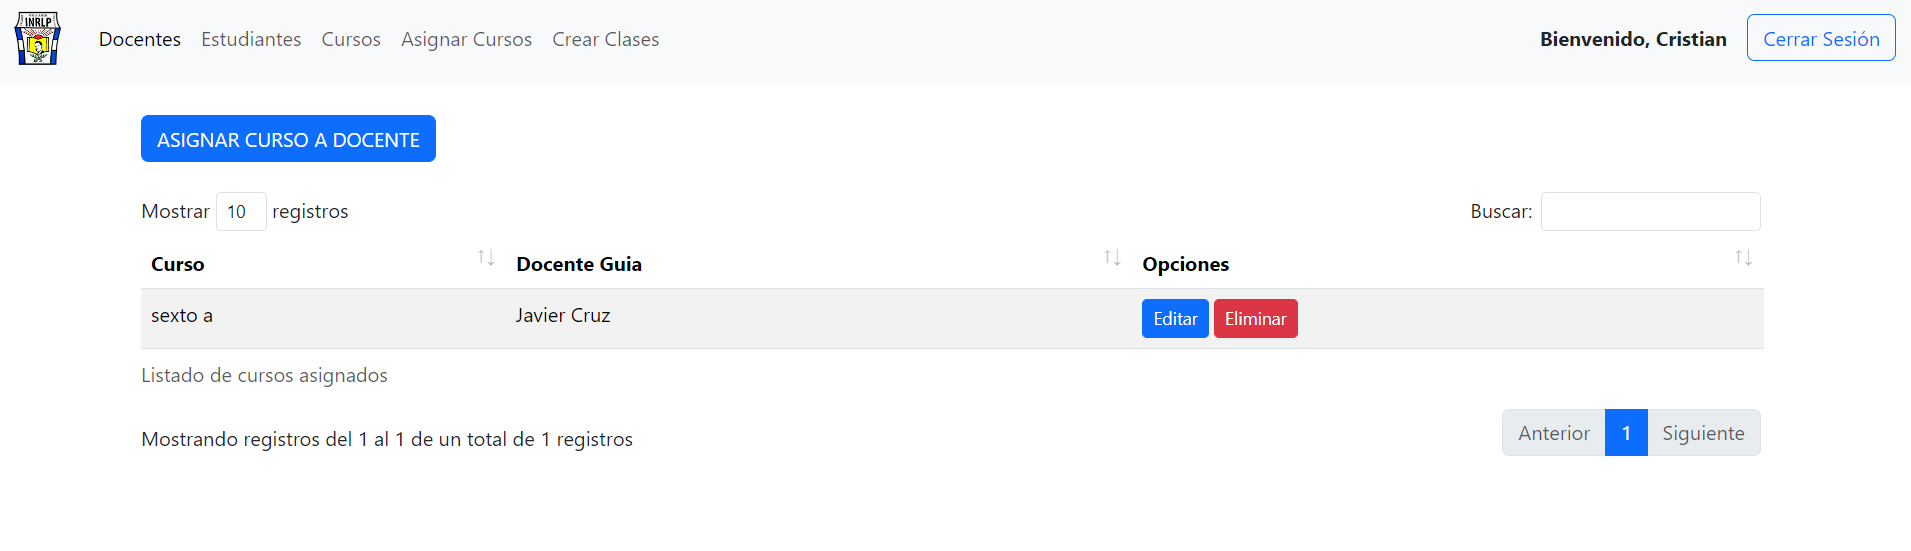 INRLP
Docentes Estudiantes Cursos Asignar Cursos Crear Clases Bienvenido, Cristian Cerrar Sesión
ASIGNAR CURSO A DOCENTE
Mostrar 10 registros Buscar:
Curso Docente Guia Opciones
sexto a Javier Cruz Editar Eliminar
Listado de cursos asignados
Mostrando registros del 1 al 1 de un total de 1 registros Anterior 1 Siguiente